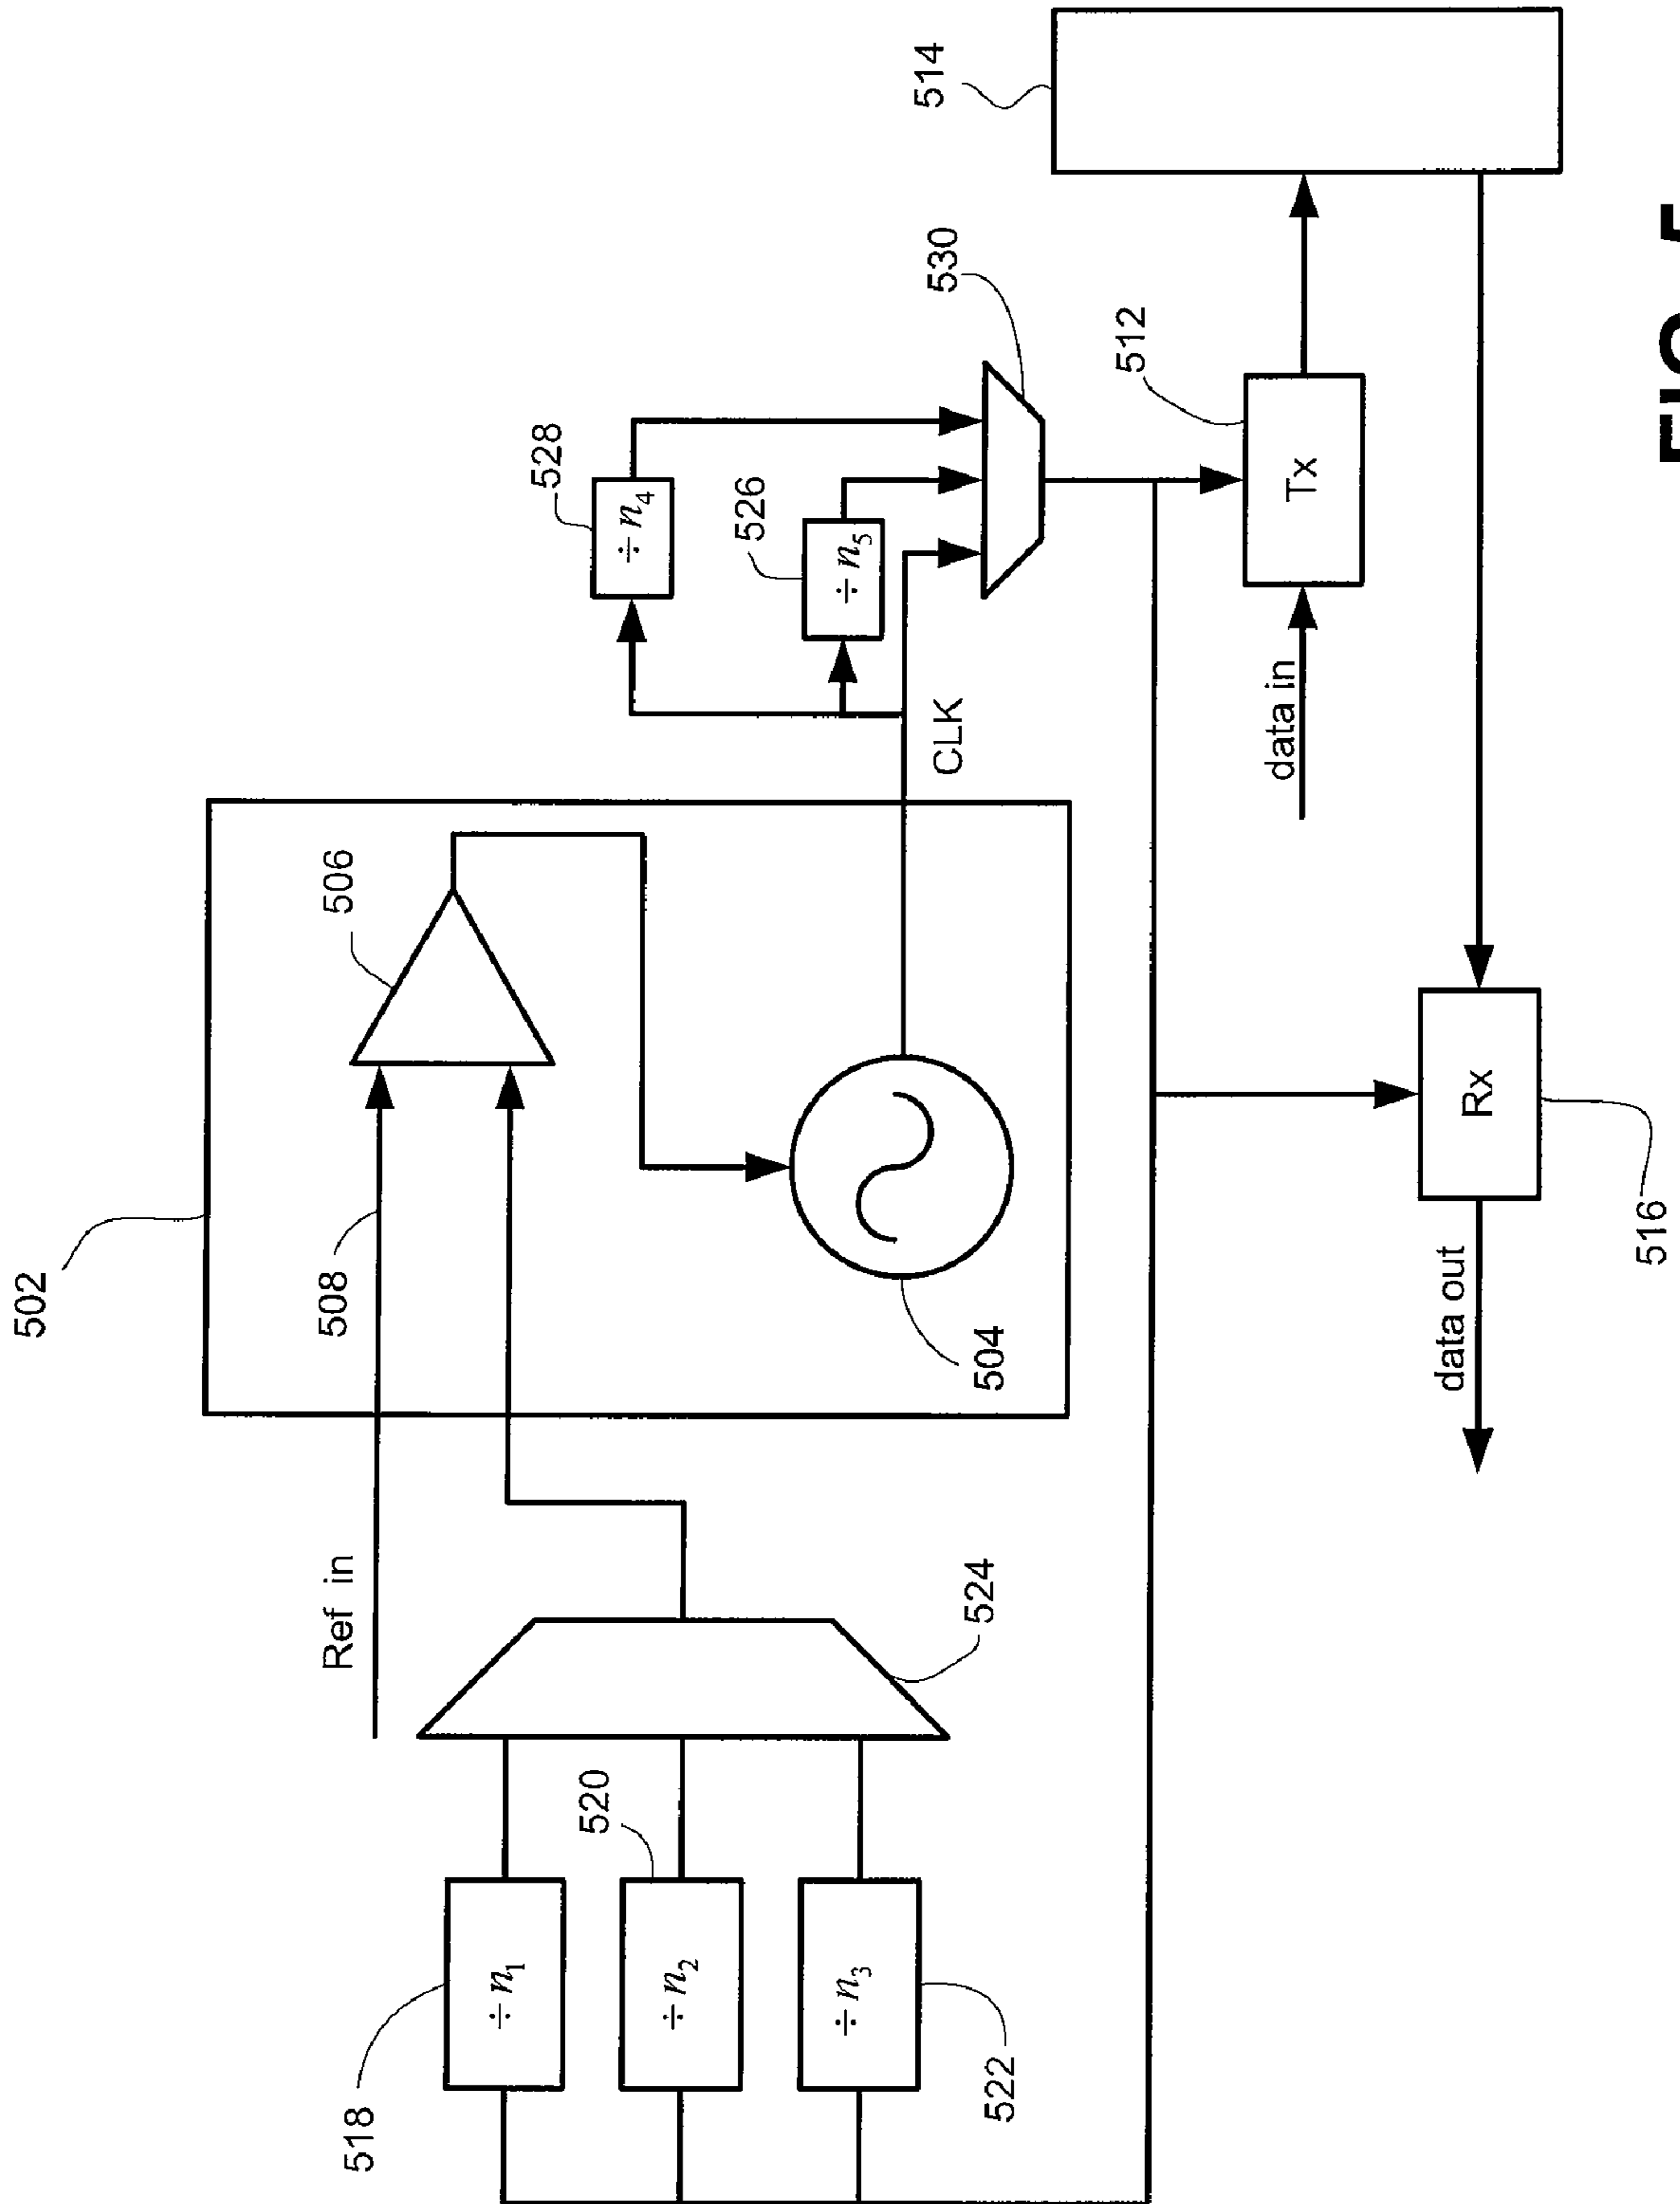 502
518
Ref in
508
506
÷ n₁
528
520
÷ n₄
÷ n₂
526
÷ n₃
÷ n₅
514
522
524
504
CLK
530
512
data in
Tx
data out
Rx
516